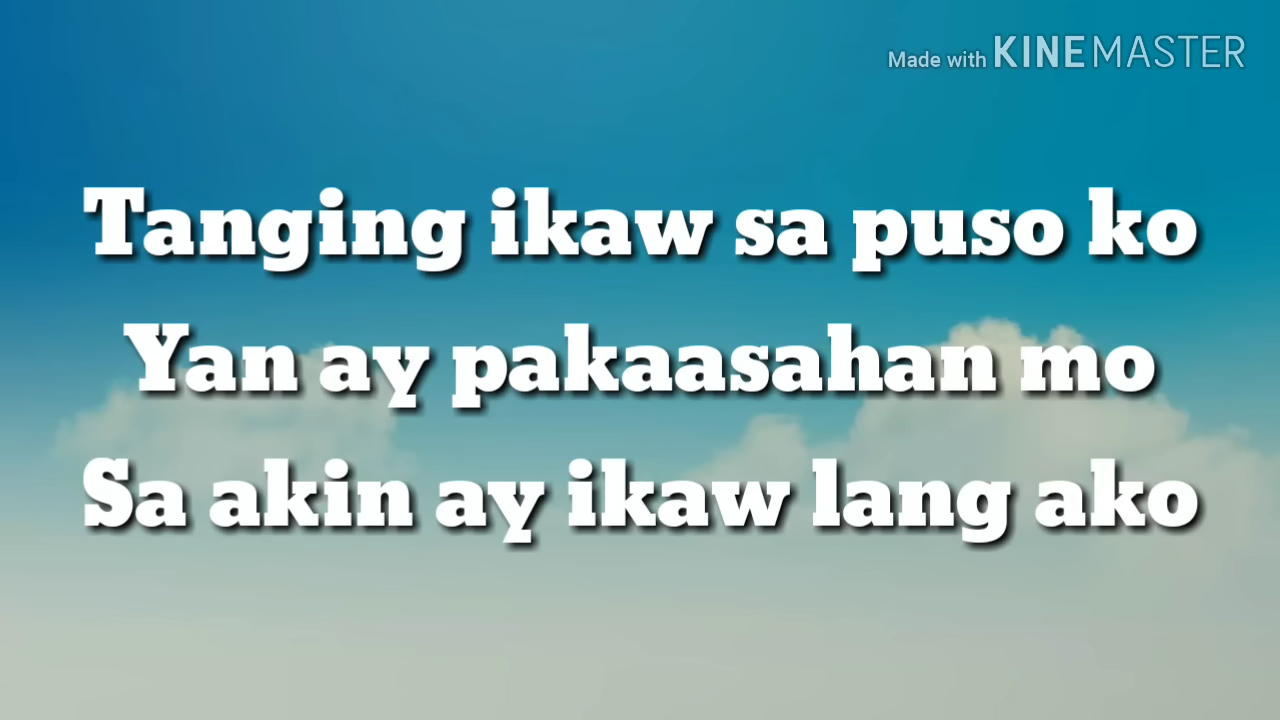 Made with KINEMASTER
Tanging ikaw sa puso ko
Yan ay pakaasahan mo
Sa akin ay ikaw lang ako